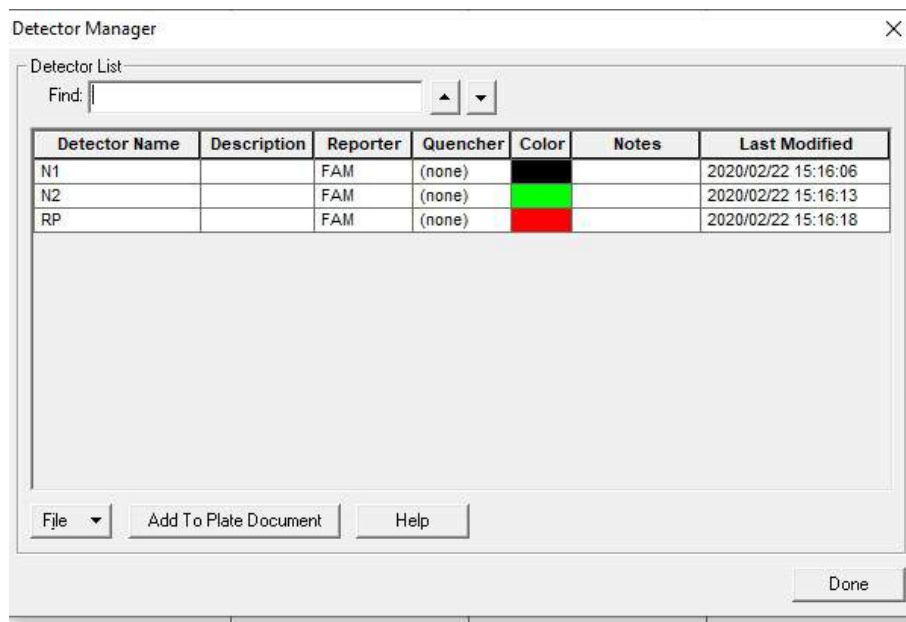 Detector Manager
Detector List
Find:
Detector Name Description Reporter Quencher Color Notes Last Modified
N1 FAM (none) 2020/02/22 15:16:06
N2 FAM (none) 2020/02/22 15:16:13
RP FAM (none) 2020/02/22 15:16:18
File Add To Plate Document Help
Done